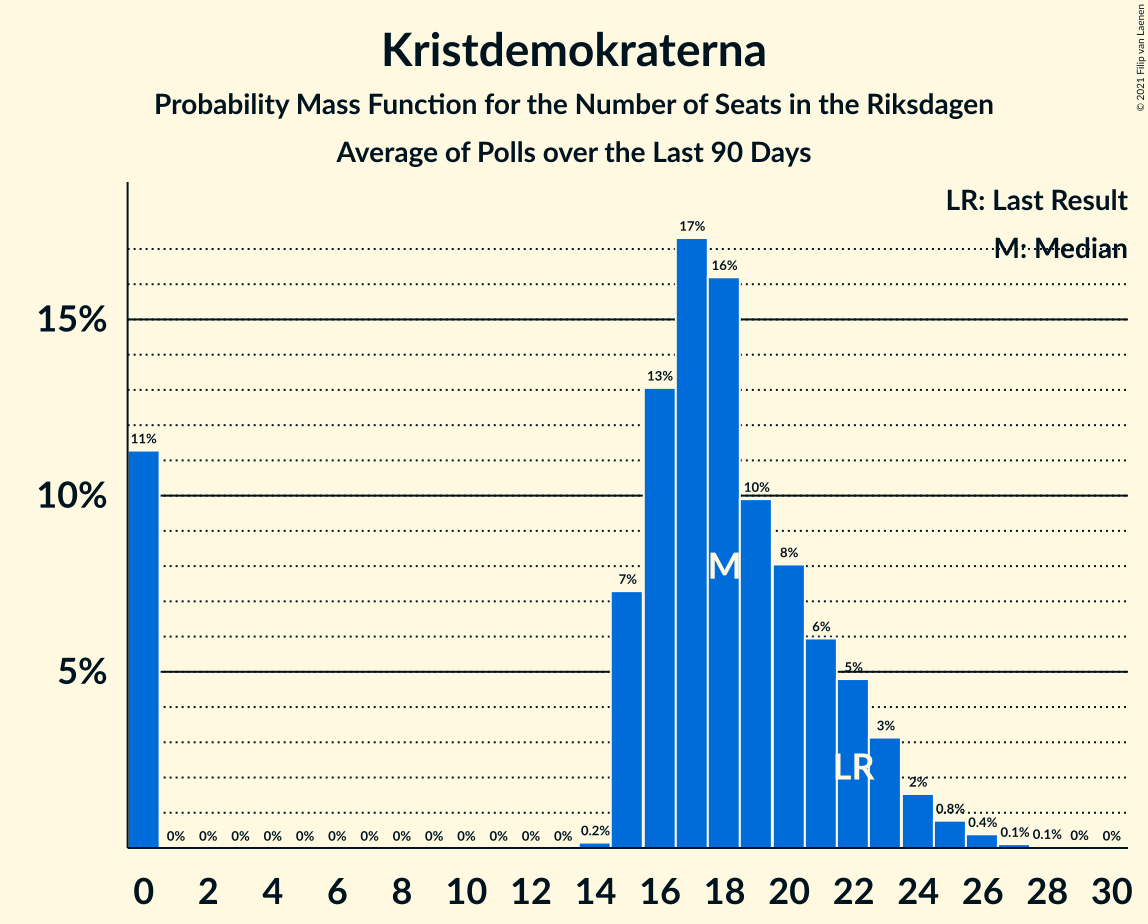 Kristdemokraterna
Probability Mass Function for the Number of Seats in the Riksdagen
Average of Polls over the Last 90 Days
© 2021 Filip van Laenen
LR: Last Result
M: Median
15%
10%
5%
11% 0% 0% 0% 0% 0% 0% 0% 0% 0% 0% 0% 0% 0% 0.2% 7% 13% 17% 16% 10% 8% 6% 5% 3% 2% 0.8% 0.4% 0.1% 0.1% 0% 0%
M
LR
0 2 4 6 8 10 12 14 16 18 20 22 24 26 28 30